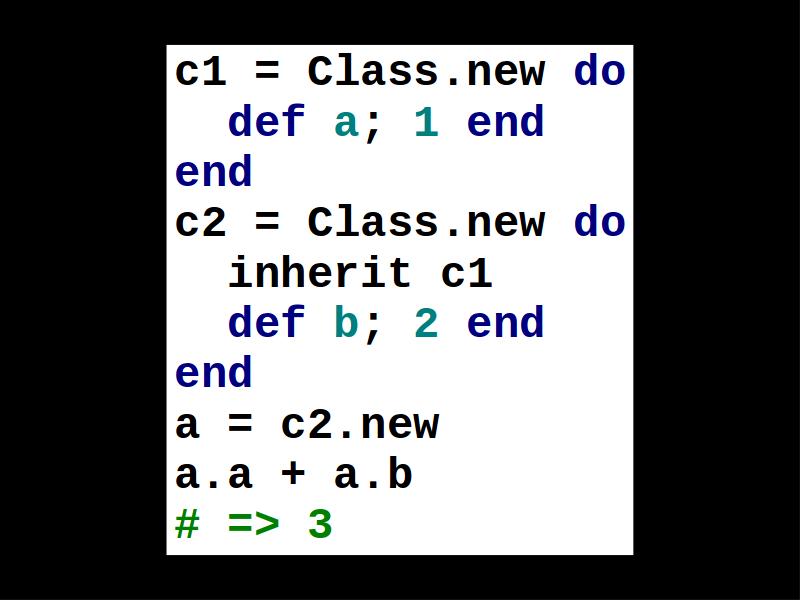 c1 = Class.new do
  def a; 1 end
end
c2 = Class.new do
  inherit c1
  def b; 2 end
end
a = c2.new
a.a + a.b
# => 3